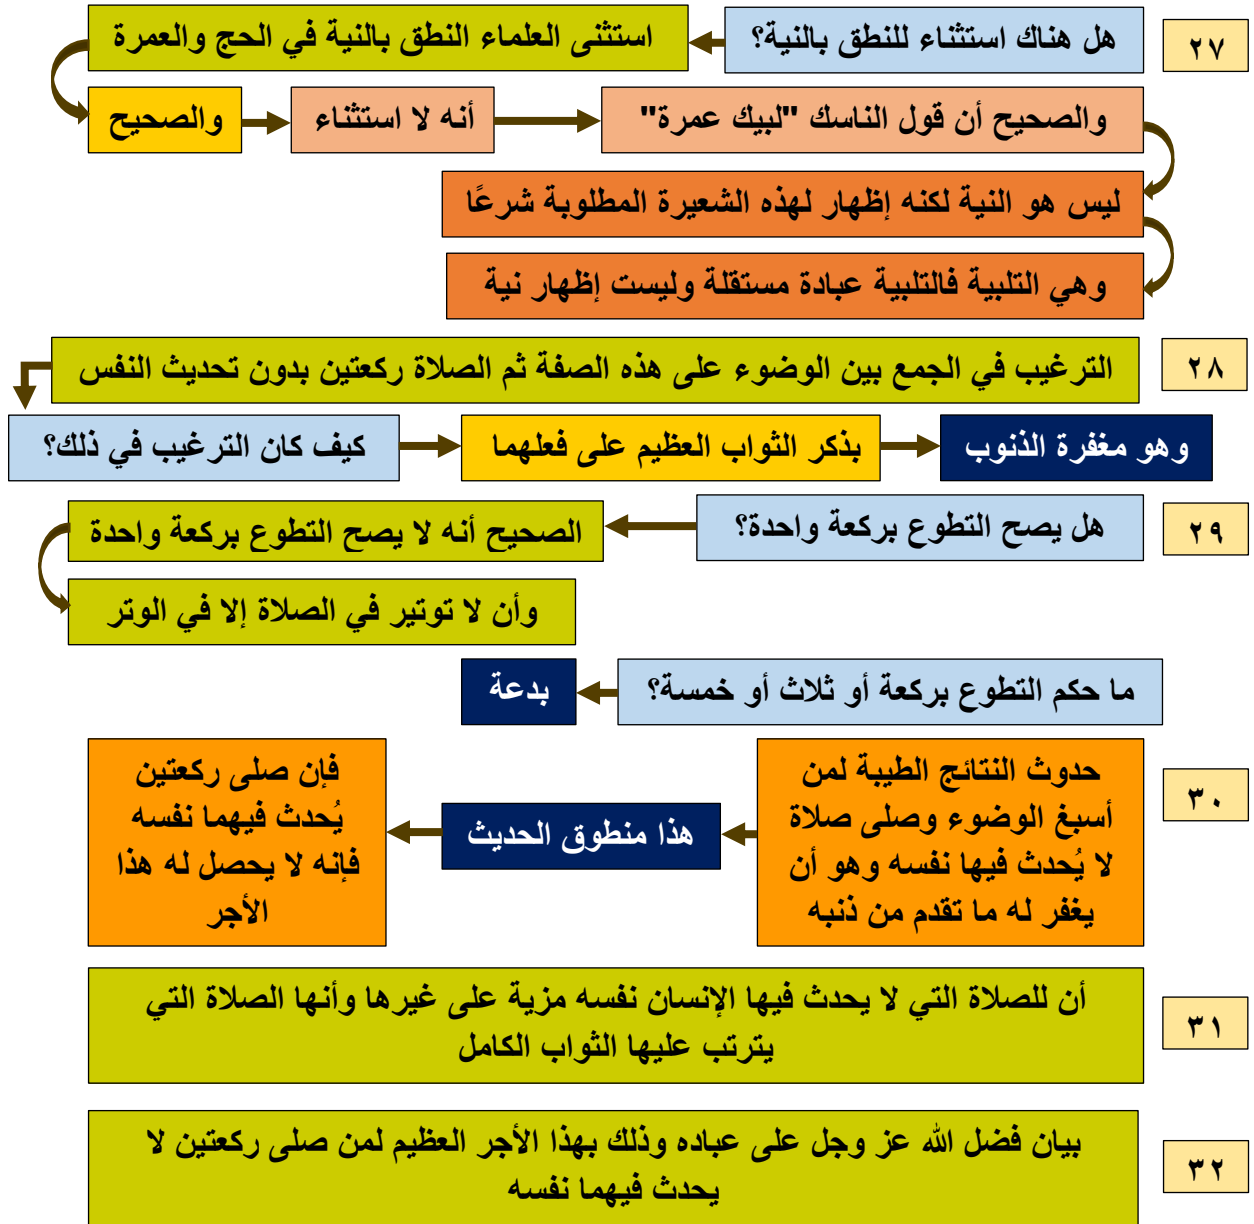 ٢٧
هل هناك استثناء للنطق بالنية؟
استثنى العلماء النطق بالنية في الحج والعمرة
والصحيح
أنه لا استثناء
والصحيح أن قول الناسك "لبيك عمرة"
ليس هو النية لكنه إظهار لهذه الشعيرة المطلوبة شرعًا
وهي التلبية فالتلبية عبادة مستقلة وليست إظهار نية
٢٨
الترغيب في الجمع بين الوضوء على هذه الصفة ثم الصلاة ركعتين بدون تحديث النفس
كيف كان الترغيب في ذلك؟
بذكر الثواب العظيم على فعلهما
وهو مغفرة الذنوب
٢٩
هل يصح التطوع بركعة واحدة؟
الصحيح أنه لا يصح التطوع بركعة واحدة
وأن لا توتير في الصلاة إلا في الوتر
ما حكم التطوع بركعة أو ثلاث أو خمسة؟
بدعة
٣٠
حدوث النتائج الطيبة لمن
أسبغ الوضوء وصلى صلاة
لا يُحدث فيها نفسه وهو أن
يغفر له ما تقدم من ذنبه
هذا منطوق الحديث
فإن صلى ركعتين
يُحدث فيهما نفسه
فإنه لا يحصل له هذا
الأجر
٣١
أن للصلاة التي لا يحدث فيها الإنسان نفسه مزية على غيرها وأنها الصلاة التي
يترتب عليها الثواب الكامل
٣٢
بيان فضل الله عز وجل على عباده وذلك بهذا الأجر العظيم لمن صلى ركعتين لا
يحدث فيهما نفسه